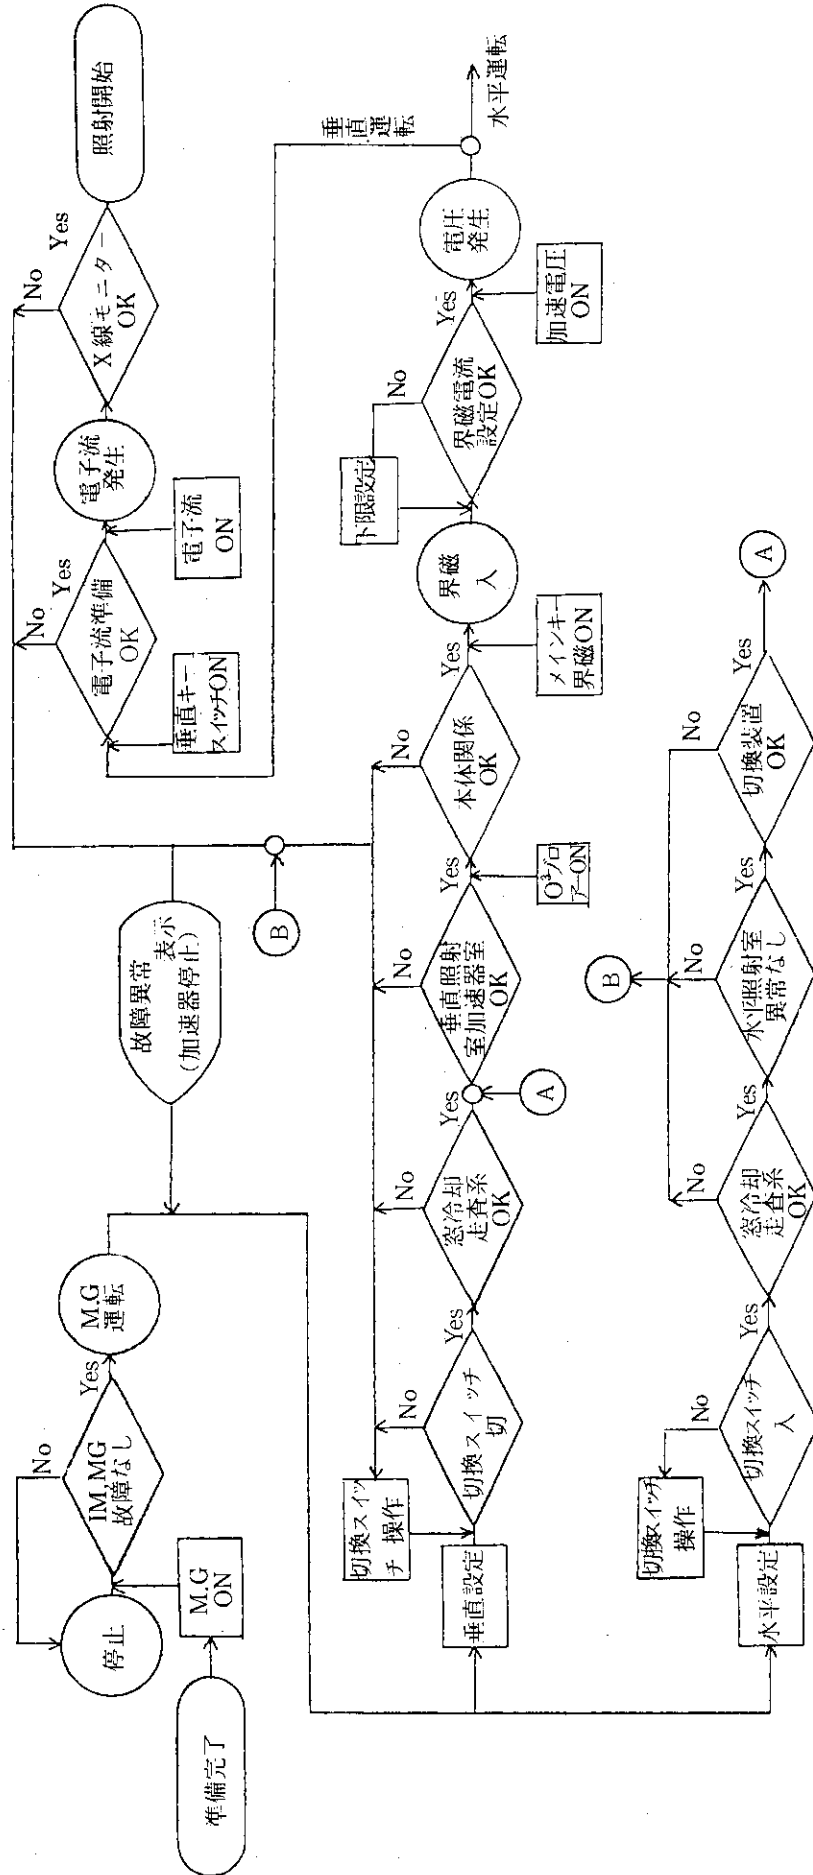 準備完了
停止
M.G
ON
IM.MG
故障なし
No
Yes
M.G
運転
故障異常
表示
(加速器停止)
B
垂直設定
切換スイッ
チ 操作
切換スイッチ
切
No
Yes
窓冷却
走査系
OK
No
Yes
A
垂直照射
室加速器室
OK
No
Yes
O³ブロ
アーON
本体関係
OK
No
Yes
メインキー
界磁ON
界磁
入
下限設定
界磁電流
設定OK
No
Yes
加速電圧
ON
電圧
発生
水平運転
垂直運転
垂直キー
スイッチON
電子流準備
OK
No
Yes
電子流
ON
電子流
発生
X線モニター
OK
No
Yes
照射開始
水平設定
切換スイッチ
操作
切換スイッチ
入
No
Yes
窓冷却
走査系
OK
No
Yes
水平照射室
異常なし
No
Yes
B
切換装置
OK
No
Yes
A